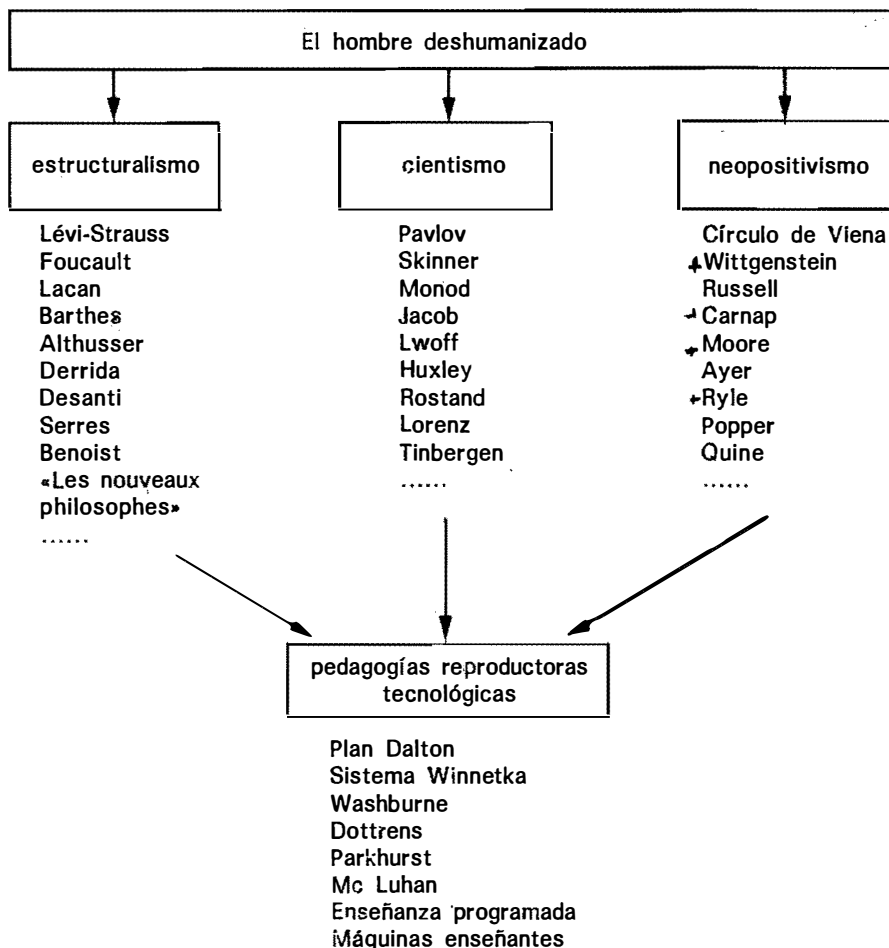 El hombre deshumanizado
estructuralismo
Lévi-Strauss
Foucault
Lacan
Barthes
Althusser
Derrida
Desanti
Serres
Benoist
«Les nouveaux
philosophes»
......
cientismo
Pavlov
Skinner
Monod
Jacob
Lwoff
Huxley
Rostand
Lorenz
Tinbergen
......
neopositivismo
Círculo de Viena
Wittgenstein
Russell
Carnap
Moore
Ayer
Ryle
Popper
Quine
......
pedagogías reproductoras
tecnológicas
Plan Dalton
Sistema Winnetka
Washburne
Dottrens
Parkhurst
Mc Luhan
Enseñanza programada
Máquinas enseñantes